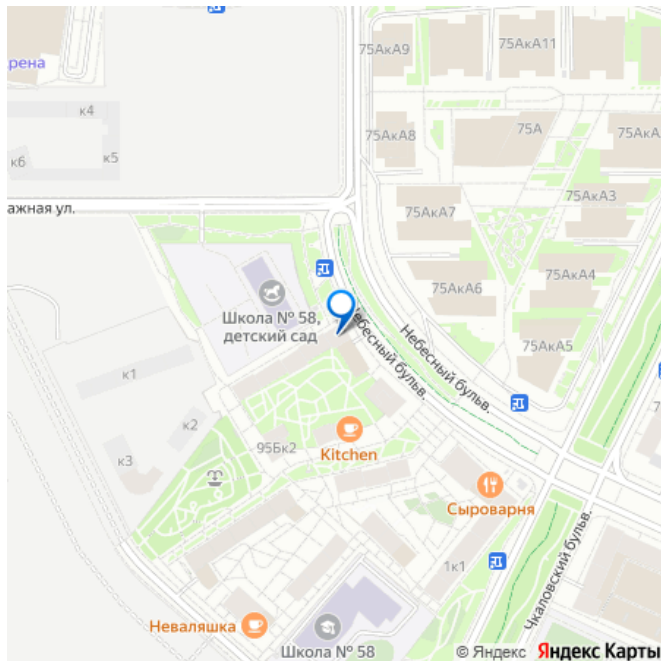 75АкА9
75АкА11
рена
к4
75АкА8
75А
к5
к6
75АкА3
ажная ул.
75АкА7
75АкА4
75АкА6
Школа № 58,
детский сад
Небесный бульв.
Небесный бульв.
75АкА5
к1
к2
Kitchen
95Бк2
к3
Сыроварня
1к1
Чкаловский бульв.
Неваляшка
Школа № 58
© Яндекс Яндекс Карты